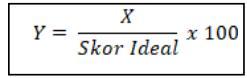 Y = X / Skor Ideal x 100